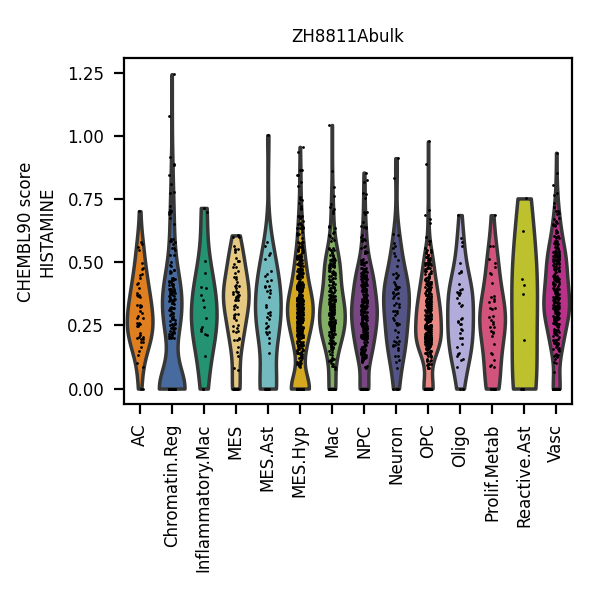 ZH8811Abulk
CHEMBL90 score
HISTAMINE
1.25
1.00
0.75
0.50
0.25
0.00
AC
Chromatin.Reg
Inflammatory.Mac
MES
MES.Ast
MES.Hyp
Mac
NPC
Neuron
OPC
Oligo
Prolif.Metab
Reactive.Ast
Vasc